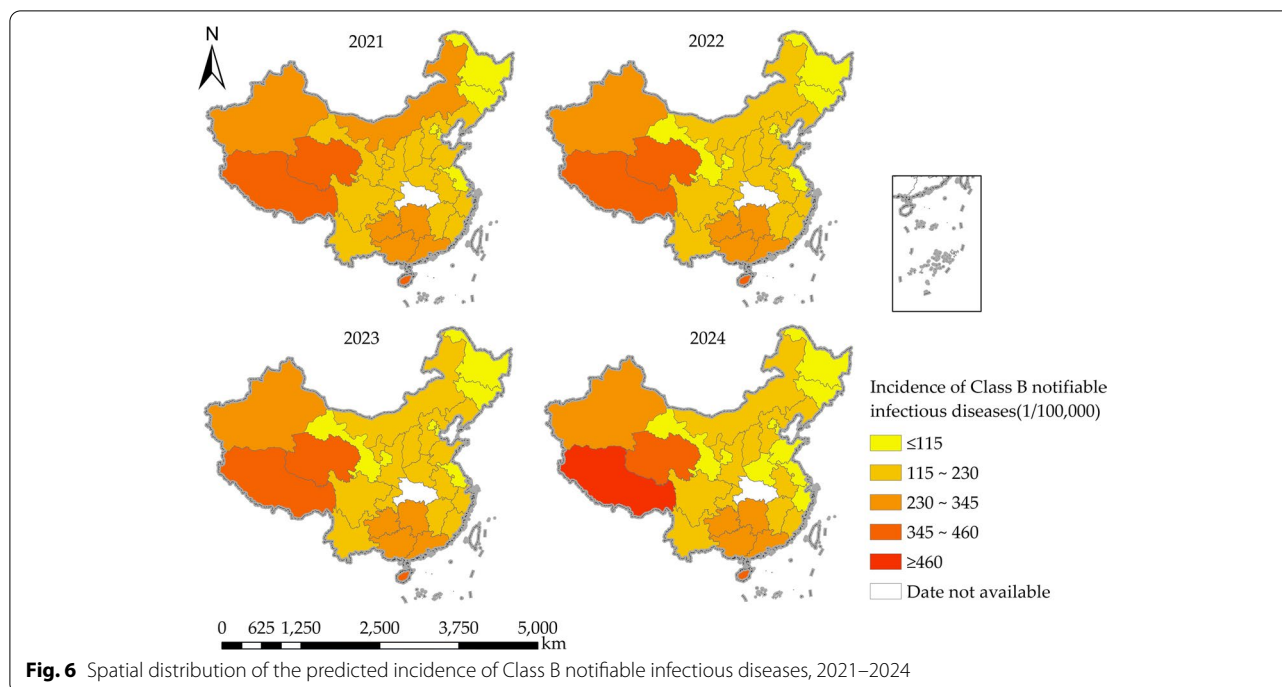 N
2021
2022
2023
2024
Incidence of Class B notifiable
infectious diseases(1/100,000)
≤115
115 ~ 230
230 ~ 345
345 ~ 460
≥460
Date not available
0 625 1,250 2,500 3,750 5,000
km
Fig. 6 Spatial distribution of the predicted incidence of Class B notifiable infectious diseases, 2021–2024